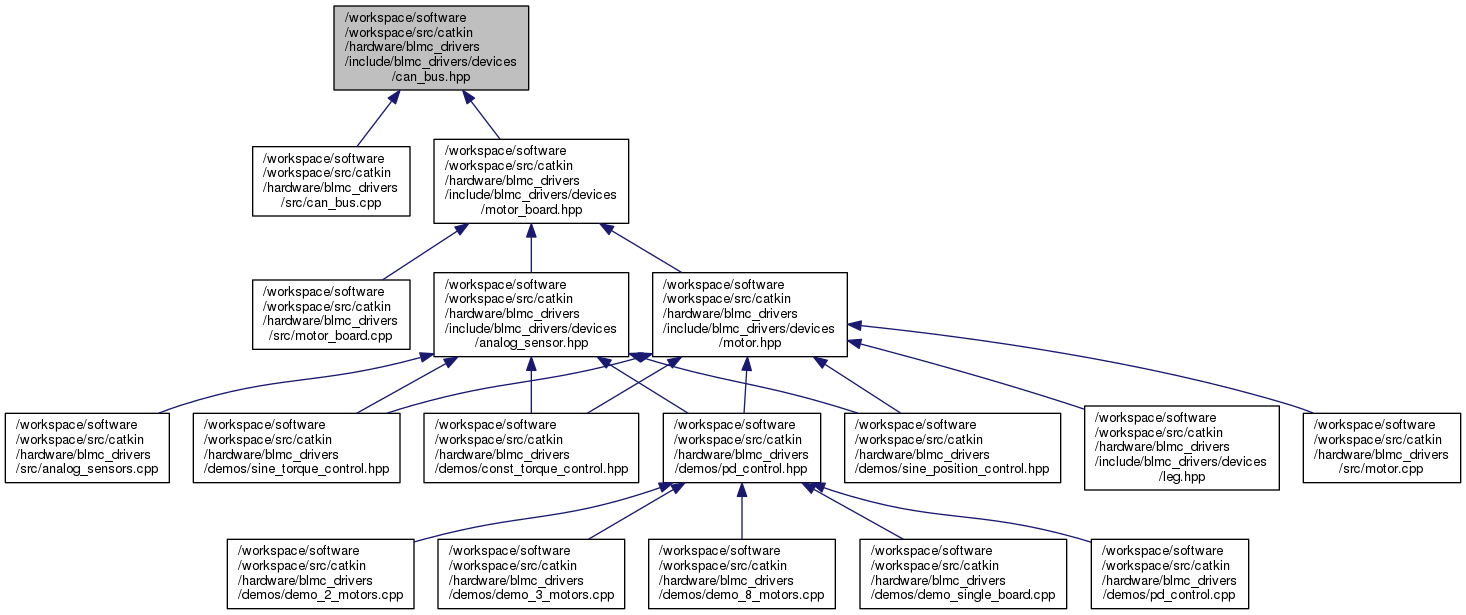 /workspace/software
/workspace/src/catkin
/hardware/blmc_drivers
/include/blmc_drivers/devices
/can_bus.hpp
/workspace/software
/workspace/src/catkin
/hardware/blmc_drivers
/src/can_bus.cpp
/workspace/software
/workspace/src/catkin
/hardware/blmc_drivers
/include/blmc_drivers/devices
/motor_board.hpp
/workspace/software
/workspace/src/catkin
/hardware/blmc_drivers
/src/motor_board.cpp
/workspace/software
/workspace/src/catkin
/hardware/blmc_drivers
/include/blmc_drivers/devices
/analog_sensor.hpp
/workspace/software
/workspace/src/catkin
/hardware/blmc_drivers
/include/blmc_drivers/devices
/motor.hpp
/workspace/software
/workspace/src/catkin
/hardware/blmc_drivers
/src/analog_sensors.cpp
/workspace/software
/workspace/src/catkin
/hardware/blmc_drivers
/demos/sine_torque_control.hpp
/workspace/software
/workspace/src/catkin
/hardware/blmc_drivers
/demos/const_torque_control.hpp
/workspace/software
/workspace/src/catkin
/hardware/blmc_drivers
/demos/pd_control.hpp
/workspace/software
/workspace/src/catkin
/hardware/blmc_drivers
/demos/sine_position_control.hpp
/workspace/software
/workspace/src/catkin
/hardware/blmc_drivers
/include/blmc_drivers/devices
/leg.hpp
/workspace/software
/workspace/src/catkin
/hardware/blmc_drivers
/src/motor.cpp
/workspace/software
/workspace/src/catkin
/hardware/blmc_drivers
/demos/demo_2_motors.cpp
/workspace/software
/workspace/src/catkin
/hardware/blmc_drivers
/demos/demo_3_motors.cpp
/workspace/software
/workspace/src/catkin
/hardware/blmc_drivers
/demos/demo_8_motors.cpp
/workspace/software
/workspace/src/catkin
/hardware/blmc_drivers
/demos/demo_single_board.cpp
/workspace/software
/workspace/src/catkin
/hardware/blmc_drivers
/demos/pd_control.cpp